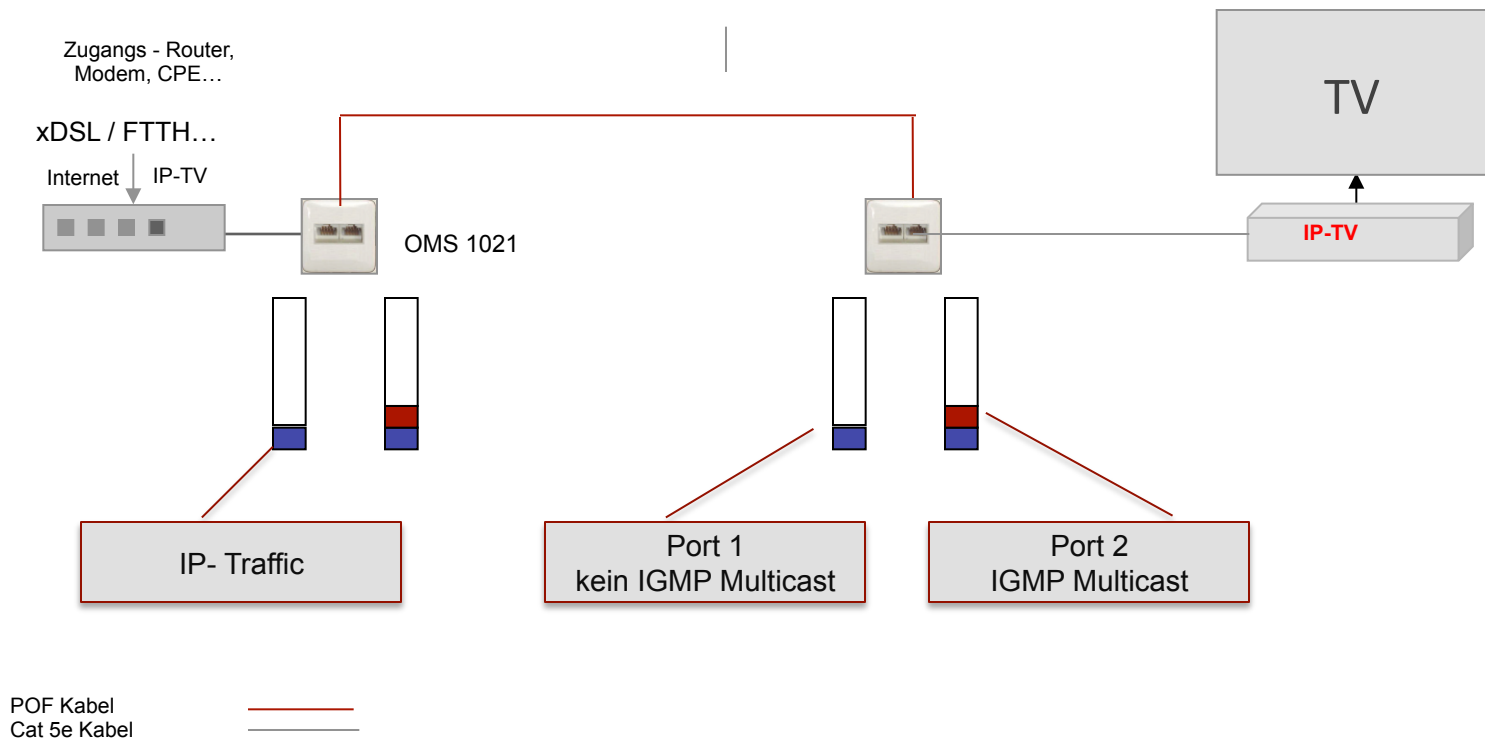 Zugangs - Router,
Modem, CPE…
xDSL / FTTH…
Internet
IP-TV
OMS 1021
TV
IP-TV
IP- Traffic
Port 1
kein IGMP Multicast
Port 2
IGMP Multicast
POF Kabel
Cat 5e Kabel